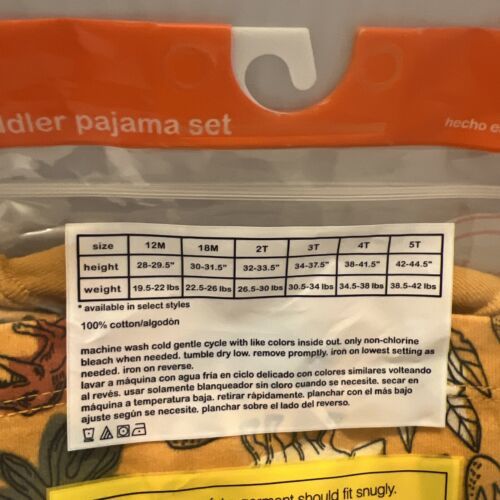 dler pajama set
hecho e
size 12M 18M 2T 3T 4T 5T
height 28-29.5" 30-31.5" 32-33.5" 34-37.5" 38-41.5" 42-44.5"
weight 19.5-22 lbs 22.5-26 lbs 26.5-30 lbs 30.5-34 lbs 34.5-38 lbs 38.5-42 lbs
* available in select styles
100% cotton/algodón
machine wash cold gentle cycle with like colors inside out. only non-chlorine
bleach when needed. tumble dry low. remove promptly. iron on lowest setting as
needed. iron on reverse.
lavar a máquina con agua fria en ciclo delicado con colores similares volteando
al revés. usar solamente blanqueador sin cloro cuando se necesite. secar en
máquina a temperatura baja. retirar rápidamente. planchar con el más bajo
ajuste según se necesite. planchar sobre el lado del reverso.
garment should fit snugly.